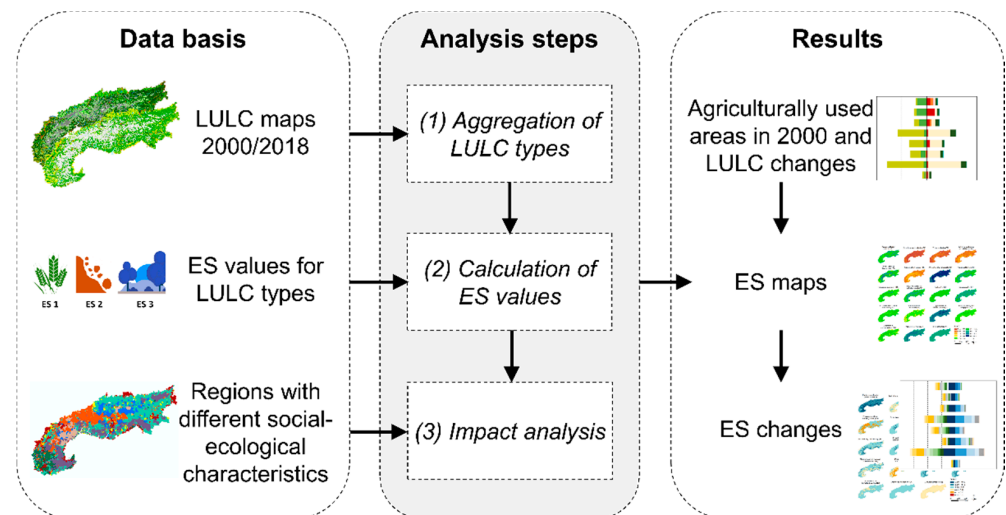 Data basis
LULC maps
2000/2018
ES 1 ES 2 ES 3
ES values for
LULC types
Regions with
different social-
ecological
characteristics
Analysis steps
(1) Aggregation of
LULC types
(2) Calculation of
ES values
(3) Impact analysis
Results
Agriculturally used
areas in 2000 and
LULC changes
ES maps
ES changes